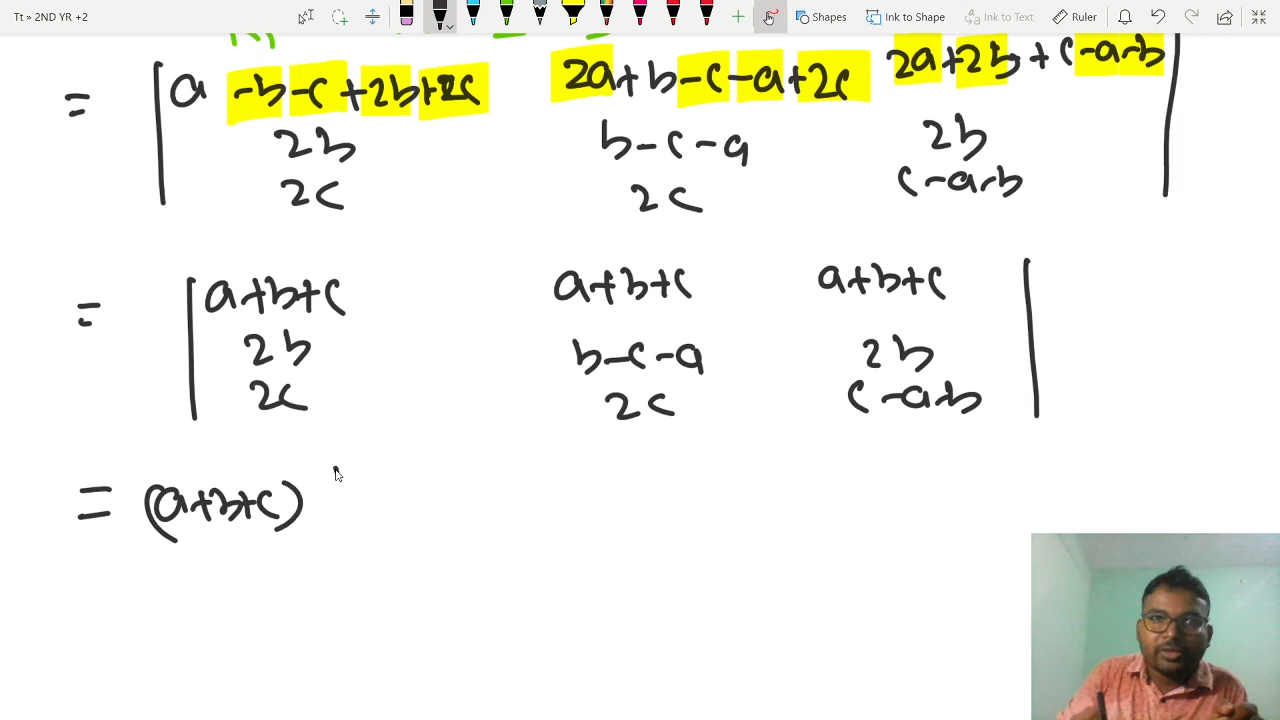 Tt » 2ND YR +2
Shapes Ink to Shape Ink to Text Ruler
= | a -b-c+2b+2c 2a+b-c-a+2c 2a+2b+c-a-b |
2b b-c-a 2b
2c 2c c-a-b
= | a+b+c a+b+c a+b+c |
2b b-c-a 2b
2c 2c c-a-b
= (a+b+c)